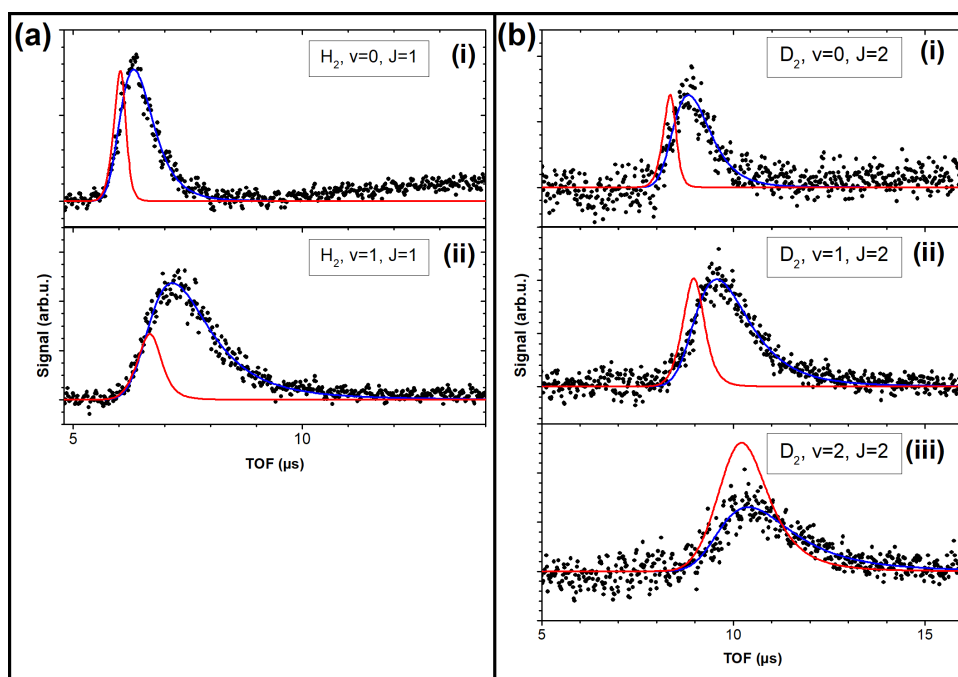 (a)
H2, v=0, J=1
(i)
H2, v=1, J=1
(ii)
Signal (arb.u.)
5
10
TOF (μs)
(b)
D2, v=0, J=2
(i)
D2, v=1, J=2
(ii)
Signal (arb.u.)
D2, v=2, J=2
(iii)
5
10
15
TOF (μs)